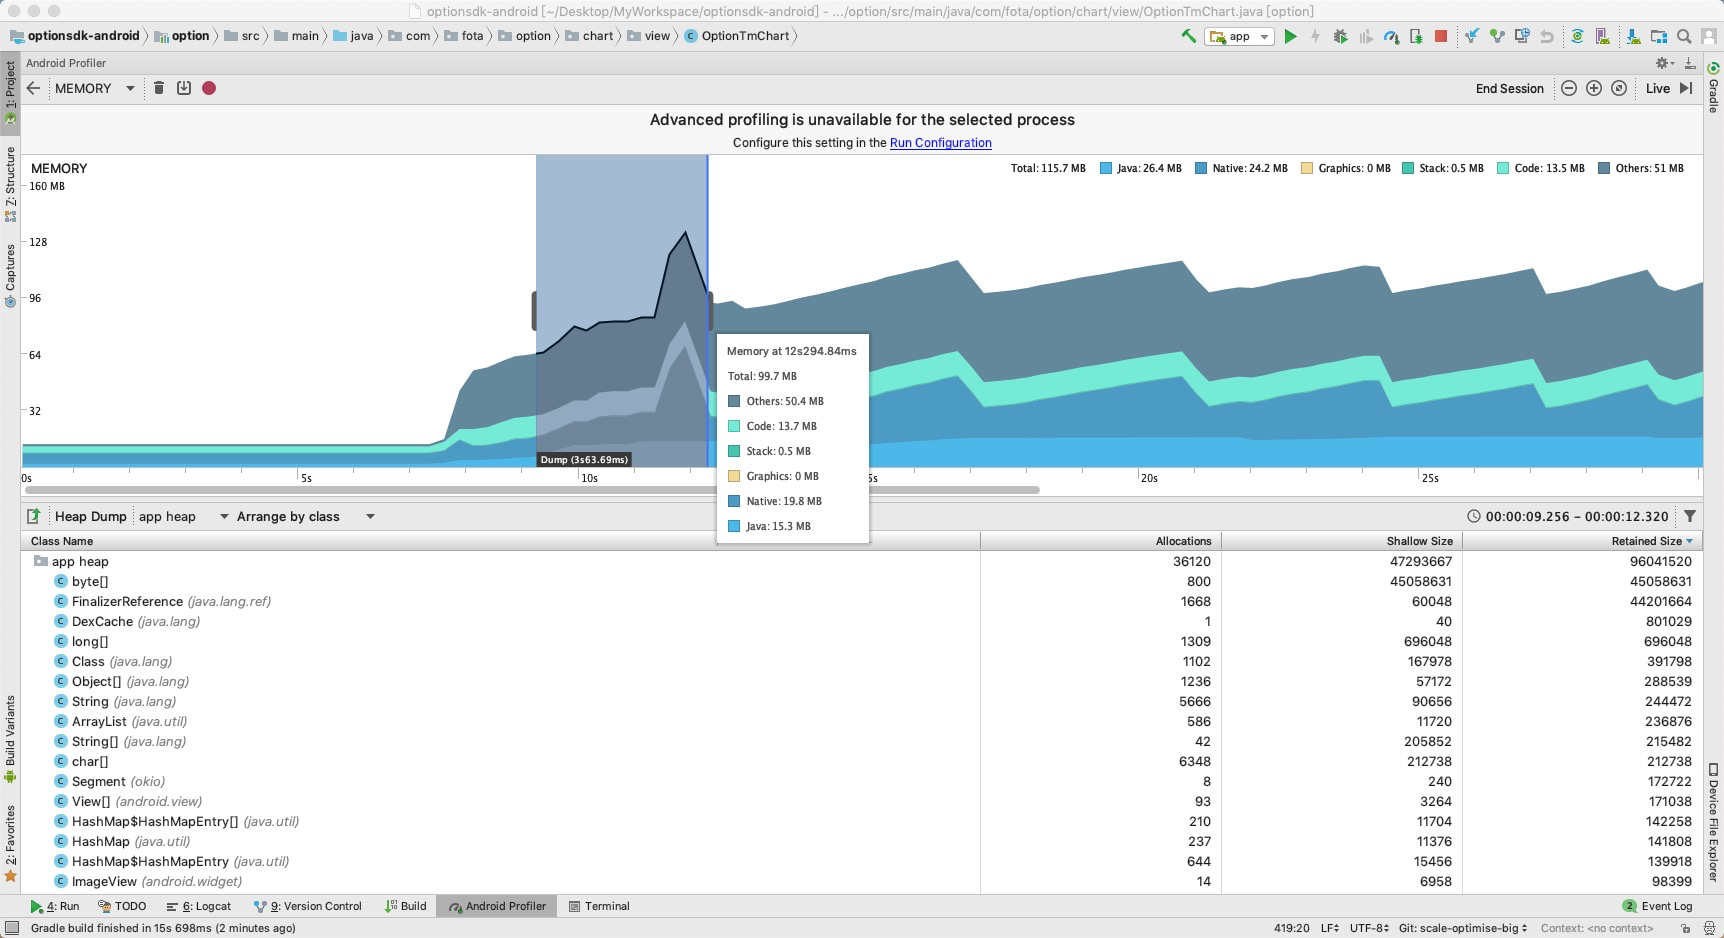 optionsdk-android [~/Desktop/MyWorkspace/optionsdk-android] - .../option/src/main/java/com/fota/option/chart/view/OptionTmChart.java [option]
optionsdk-android option src main java com fota option chart view OptionTmChart app
Android Profiler
MEMORY End Session Live
Advanced profiling is unavailable for the selected process
Configure this setting in the Run Configuration
MEMORY Total: 115.7 MB Java: 26.4 MB Native: 24.2 MB Graphics: 0 MB Stack: 0.5 MB Code: 13.5 MB Others: 51 MB
160 MB
128
96
64
32
Memory at 12s294.84ms
Total: 99.7 MB
Others: 50.4 MB
Code: 13.7 MB
Stack: 0.5 MB
Graphics: 0 MB
Native: 19.8 MB
Java: 15.3 MB
Dump (3s63.69ms)
0s 5s 10s 5s 20s 25s
Heap Dump app heap Arrange by class 00:00:09.256 - 00:00:12.320
Class Name Allocations Shallow Size Retained Size
app heap 36120 47293667 96041520
byte[] 800 45058631 45058631
FinalizerReference (java.lang.ref) 1668 60048 44201664
DexCache (java.lang) 1 40 801029
long[] 1309 696048 696048
Class (java.lang) 1102 167978 391798
Object[] (java.lang) 1236 57172 288539
String (java.lang) 5666 90656 244472
ArrayList (java.util) 586 11720 236876
String[] (java.lang) 42 205852 215482
char[] 6348 212738 212738
Segment (okio) 8 240 172722
View[] (android.view) 93 3264 171038
HashMap$HashMapEntry[] (java.util) 210 11704 142258
HashMap (java.util) 237 11376 141808
HashMap$HashMapEntry (java.util) 644 15456 139918
ImageView (android.widget) 14 6958 98399
1: Project
Z: Structure
Captures
Build Variants
2: Favorites
Gradle
Device File Explorer
4: Run TODO 6: Logcat 9: Version Control Build Android Profiler Terminal 2 Event Log
Gradle build finished in 15s 698ms (2 minutes ago) 419:20 LF UTF-8 Git: scale-optimise-big Context: <no context>